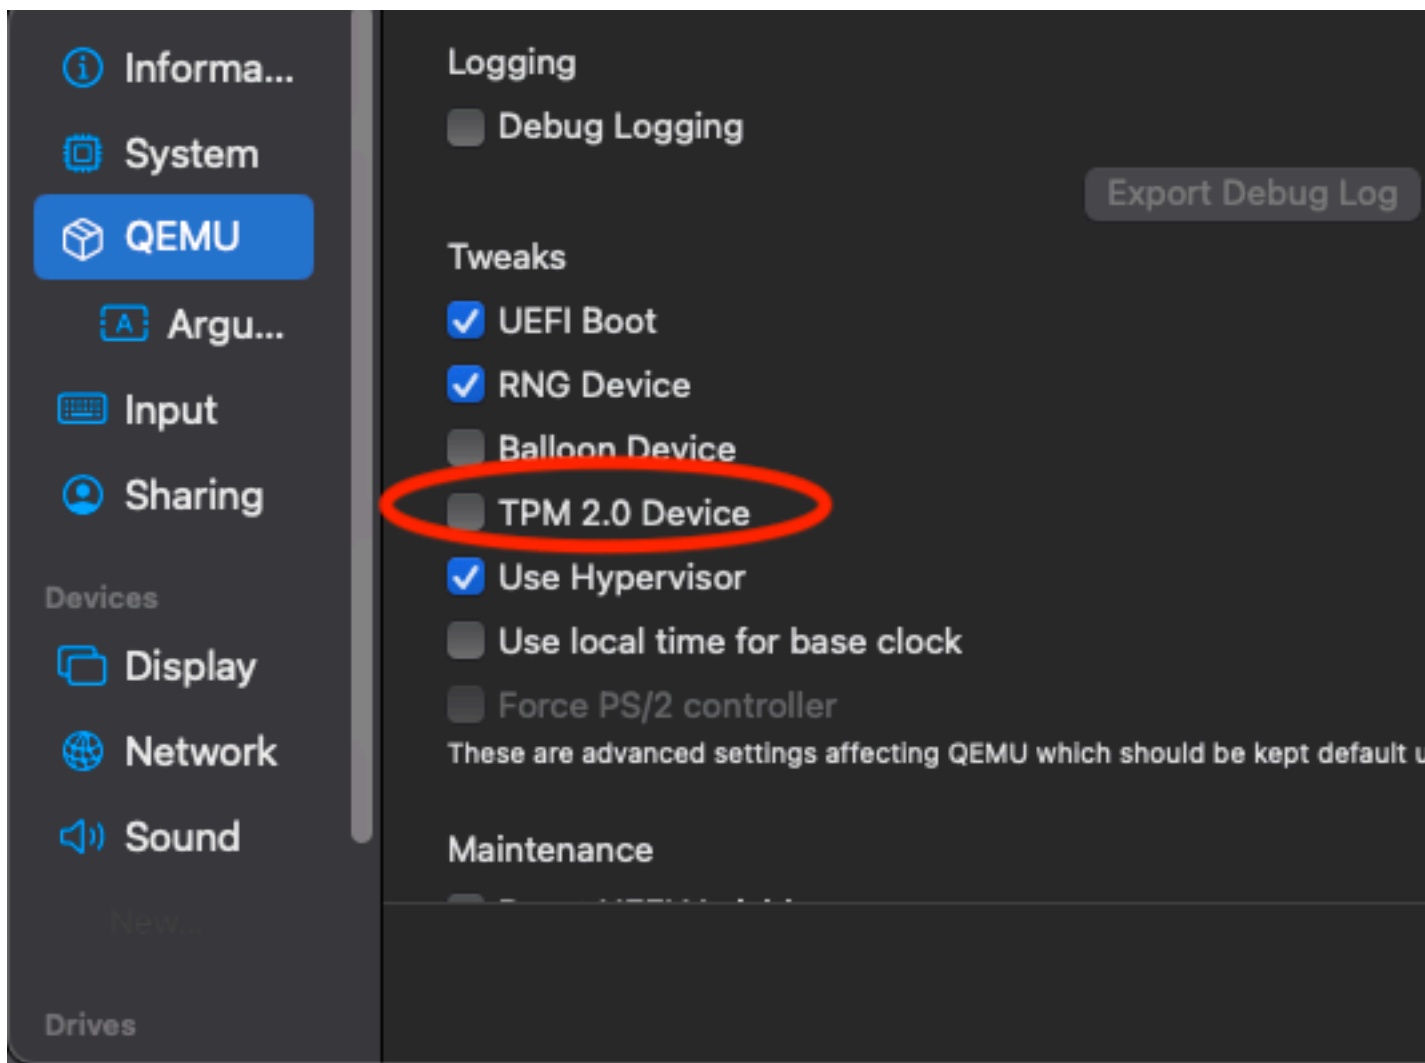 Informa...
System
QEMU
Argu...
Input
Sharing
Devices
Display
Network
Sound
New...
Drives
Logging
Debug Logging
Export Debug Log
Tweaks
UEFI Boot
RNG Device
Balloon Device
TPM 2.0 Device
Use Hypervisor
Use local time for base clock
Force PS/2 controller
These are advanced settings affecting QEMU which should be kept default u
Maintenance